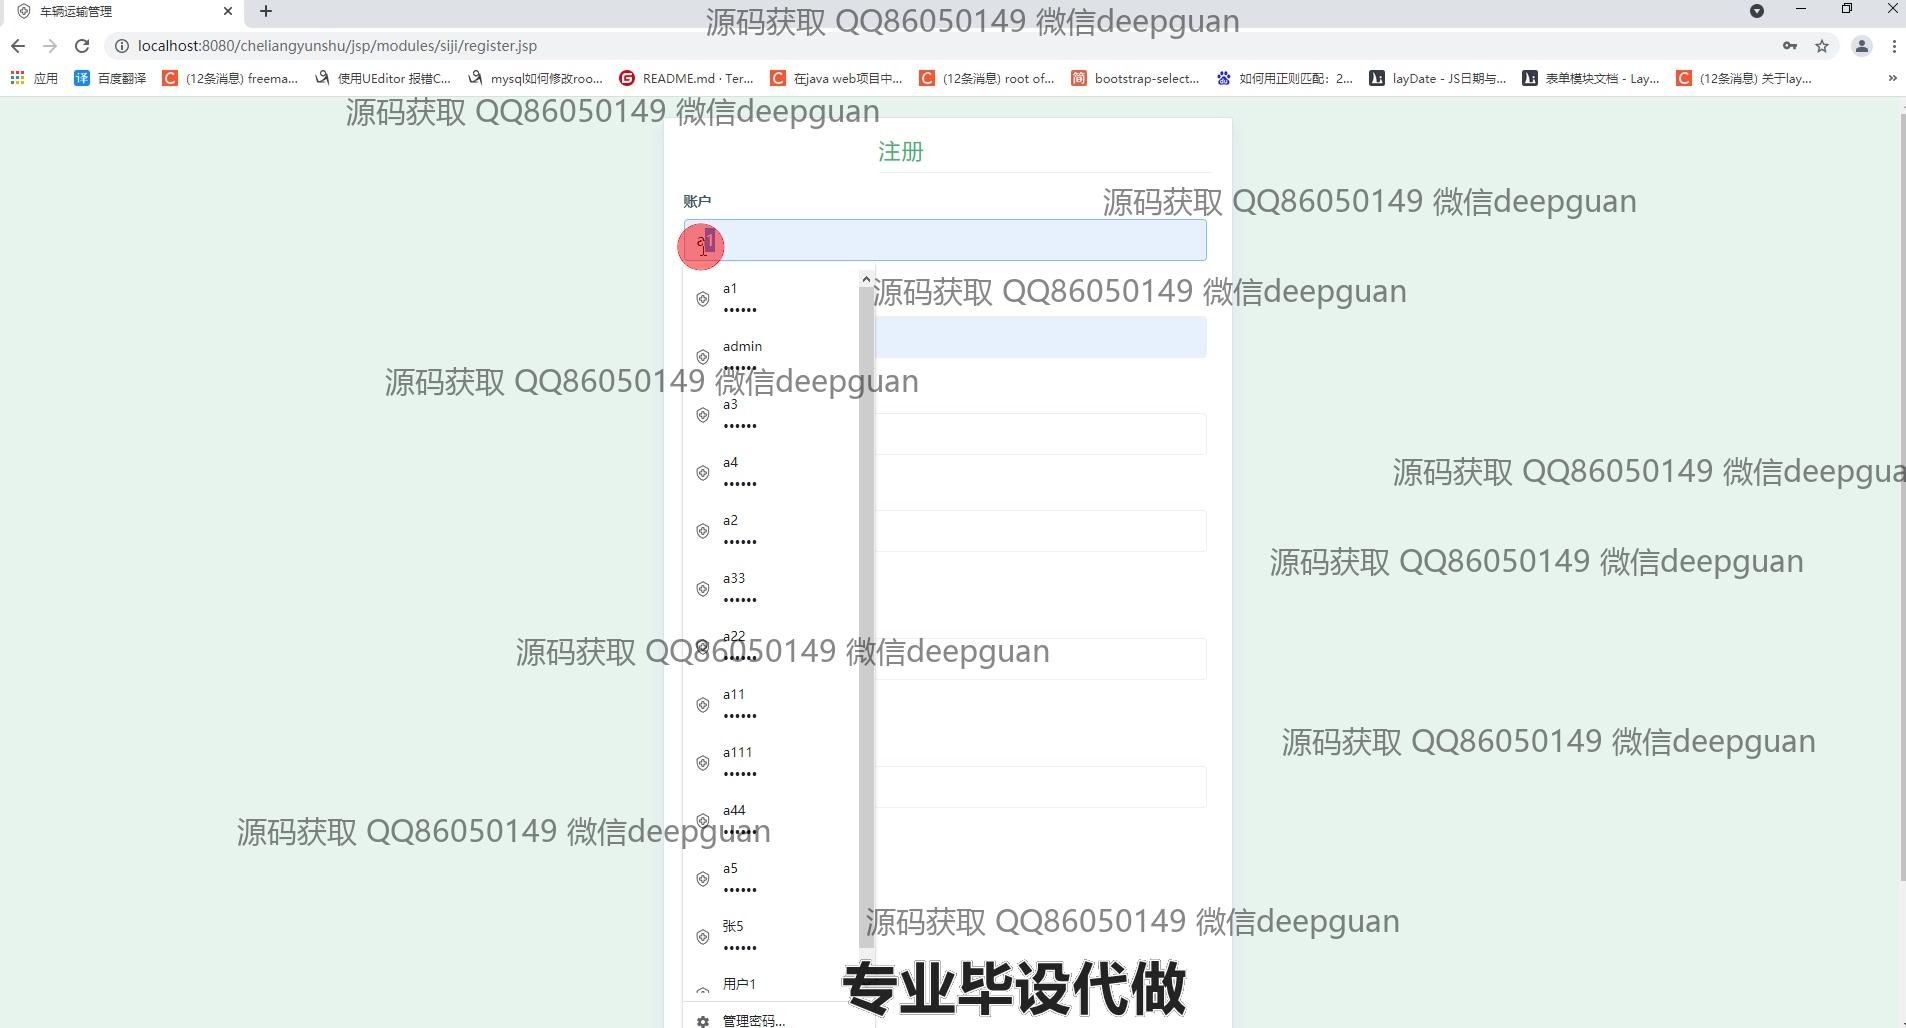 车辆运输管理
源码获取 QQ86050149 微信deepguan
localhost:8080/cheliangyunshu/jsp/modules/siji/register.jsp
应用 百度翻译 (12条消息) freema... 使用UEditor 报错C... mysql如何修改roo... README.md · Ter... 在java web项目中... (12条消息) root of... bootstrap-select... 如何用正则匹配：2... layDate - JS日期与... 表单模块文档 - Lay... (12条消息) 关于lay... »
源码获取 QQ86050149 微信deepguan
注册
账户
源码获取 QQ86050149 微信deepguan
a1
a1
••••••
源码获取 QQ86050149 微信deepguan
admin
••••••
源码获取 QQ86050149 微信deepguan
a3
••••••
a4
••••••
源码获取 QQ86050149 微信deepgua
a2
••••••
源码获取 QQ86050149 微信deepguan
a33
••••••
a22
••••••
源码获取 QQ86050149 微信deepguan
a11
••••••
源码获取 QQ86050149 微信deepguan
a111
••••••
a44
••••••
源码获取 QQ86050149 微信deepguan
a5
••••••
张5
••••••
源码获取 QQ86050149 微信deepguan
用户1
专业毕设代做
管理密码...